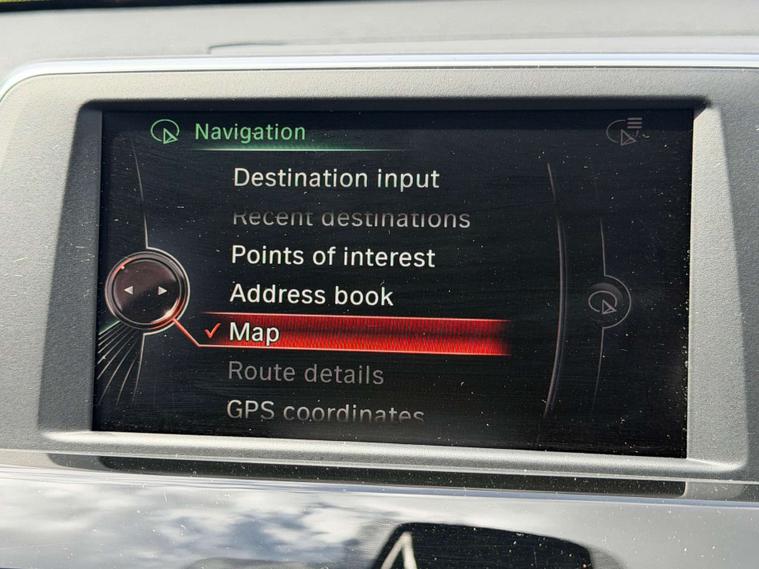 Navigation
Destination input
Recent destinations
Points of interest
Address book
Map
Route details
GPS coordinates